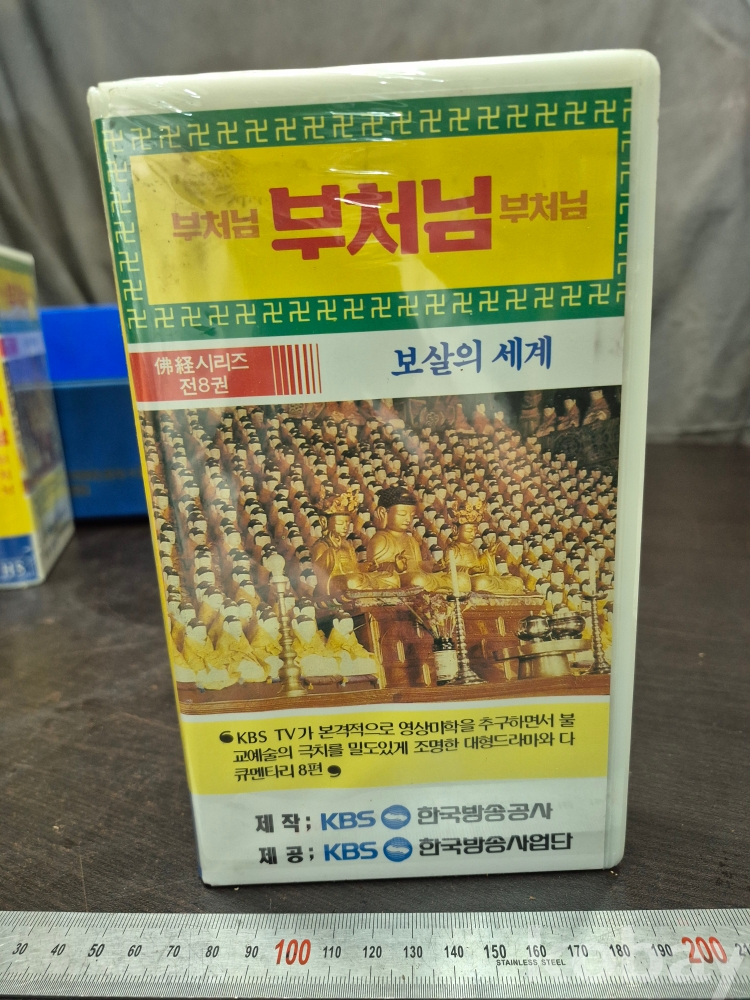 부처님 부처님 부처님
佛経시리즈
전8권
보살의 세계
KBS TV가 본격적으로 영상미학을 추구하면서 불
교예술의 극치를 밀도있게 조명한 대형드라마와 다
큐멘타리 8편
제작; KBS 한국방송공사
제공; KBS 한국방송사업단
30 40 50 60 70 80 90 100 110 120 130 140 150 160 170 180 190 200
STAINLESS STEEL